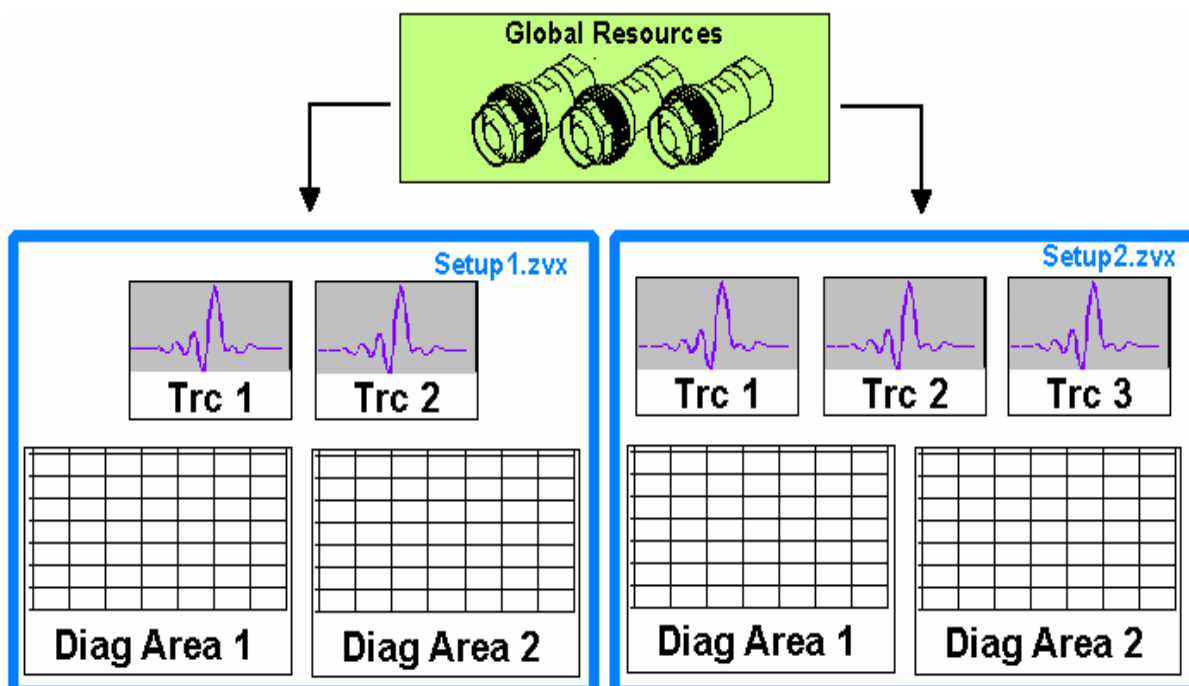 Global Resources
Setup1.zvx
Trc 1
Trc 2
Diag Area 1
Diag Area 2
Setup2.zvx
Trc 1
Trc 2
Trc 3
Diag Area 1
Diag Area 2